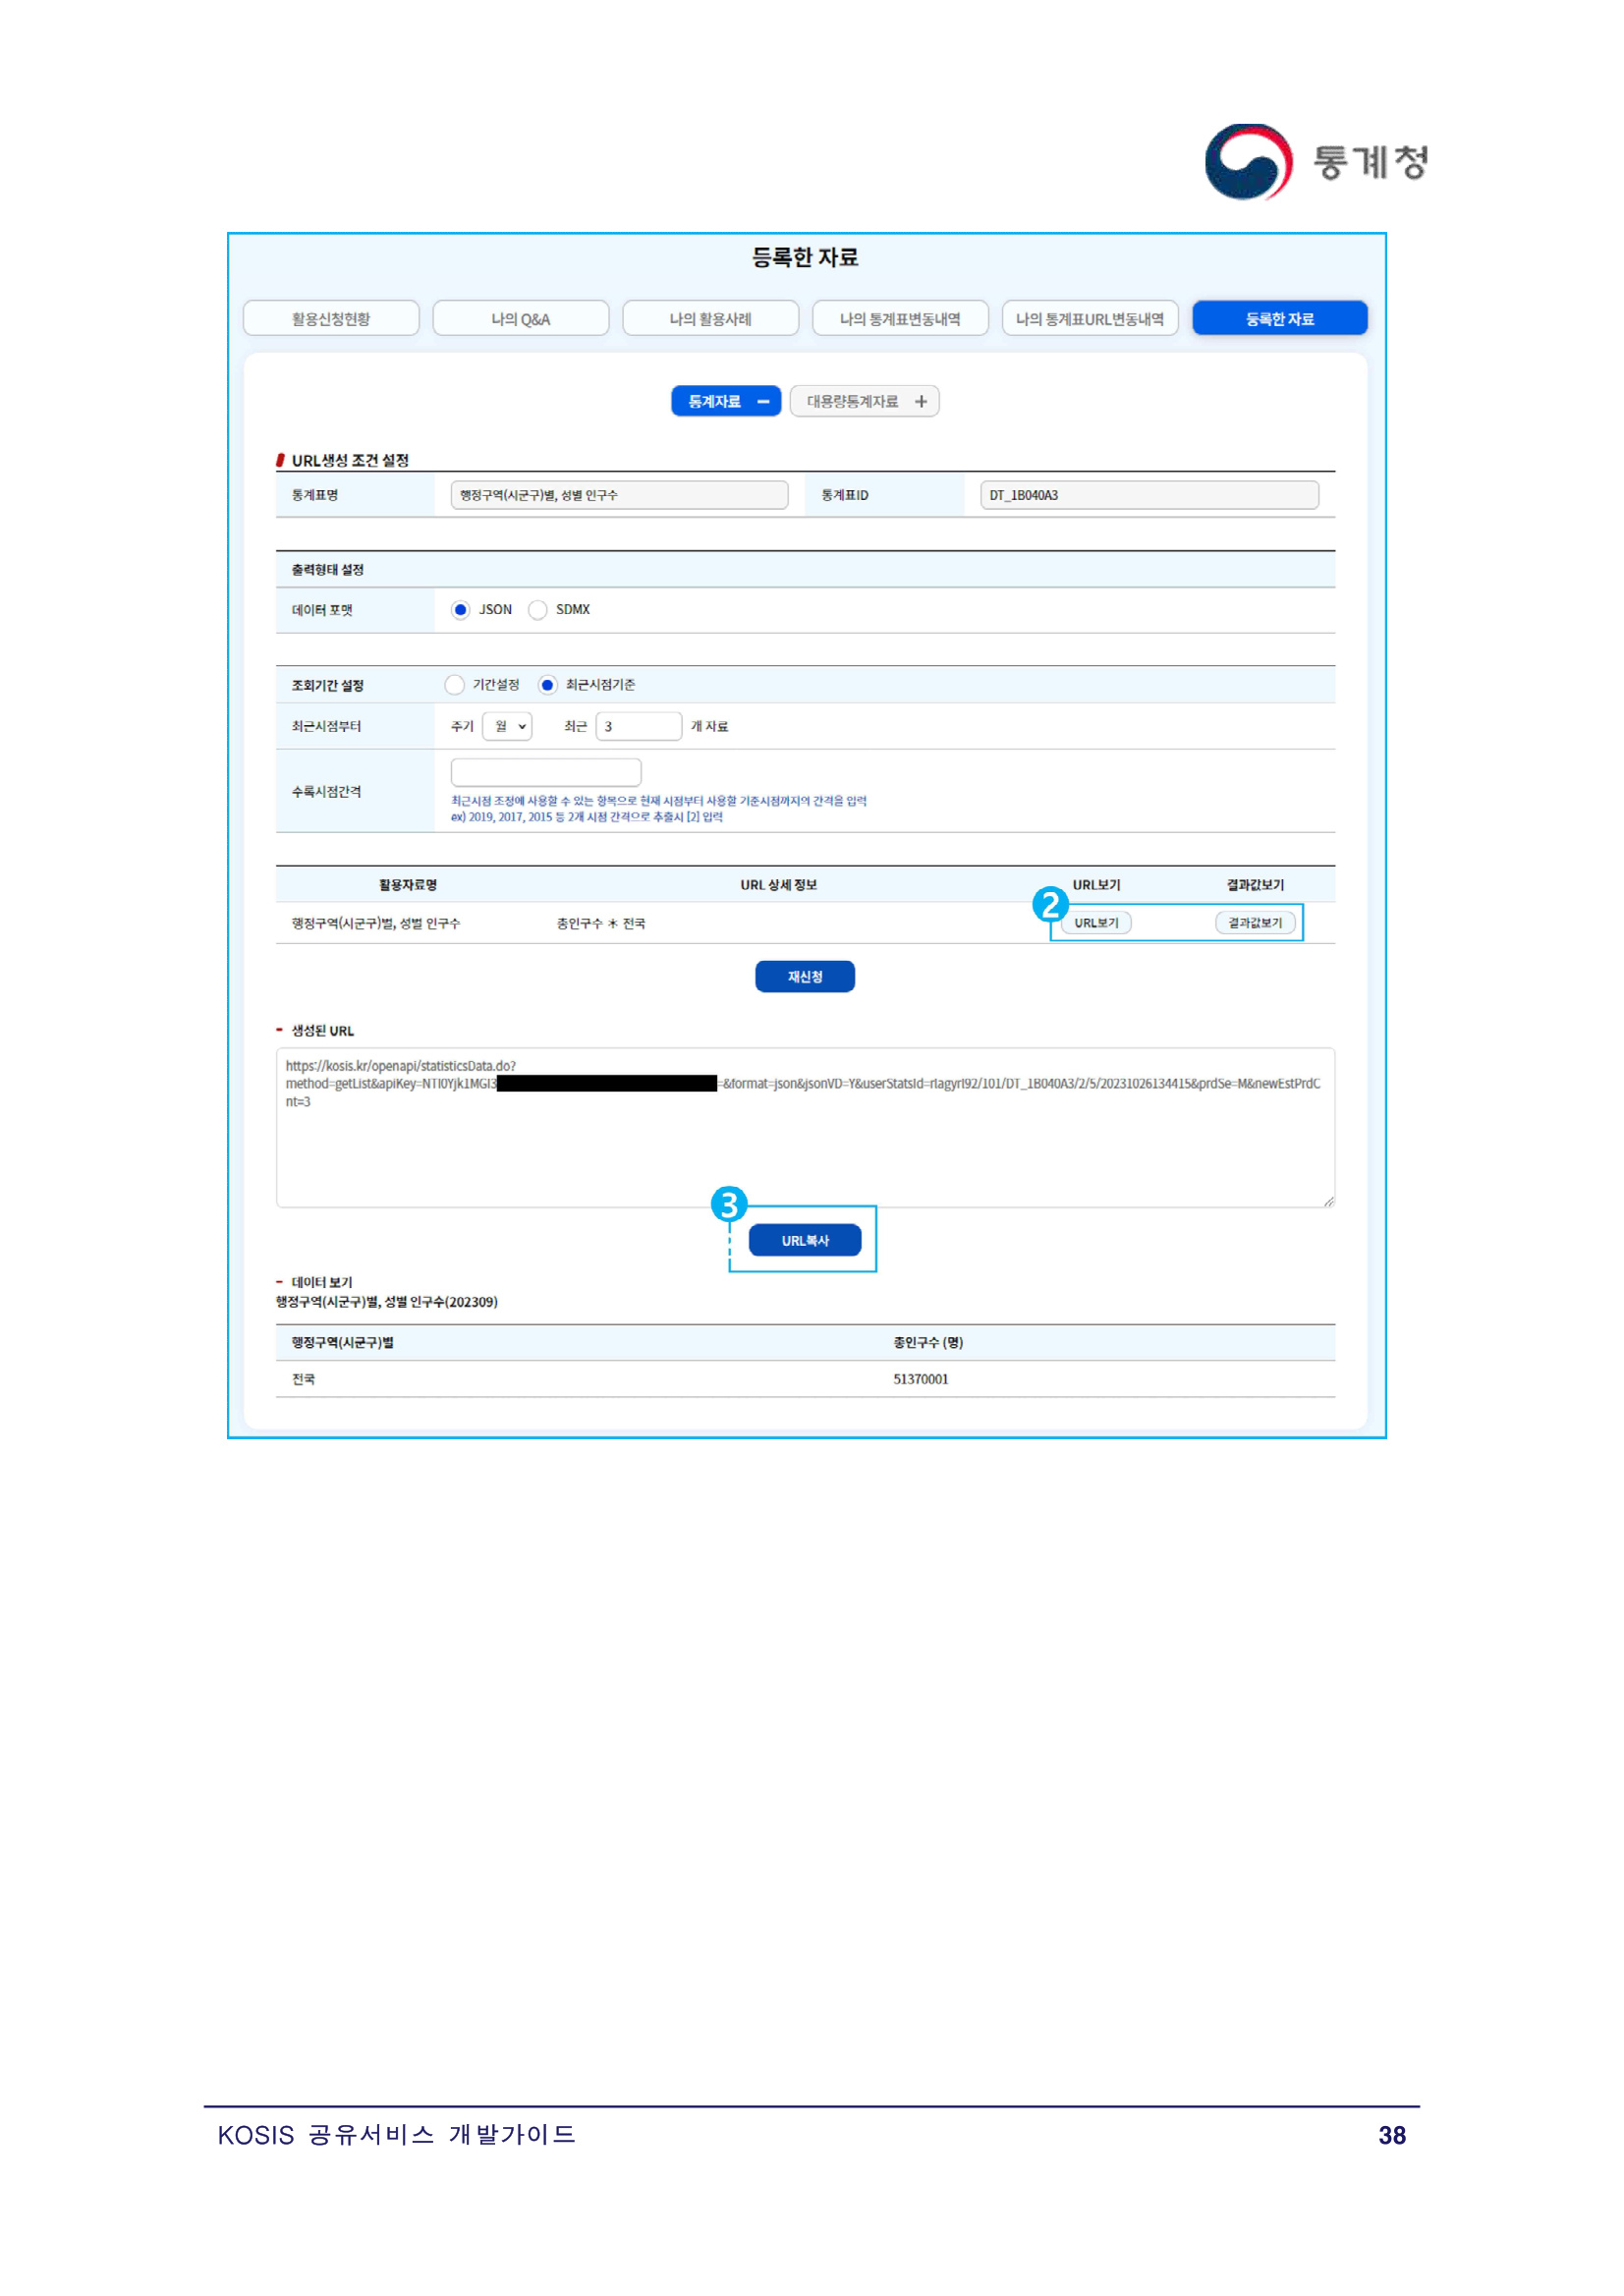 통계청
등록한 자료
활용신청현황 나의 Q&A 나의 활용사례 나의 통계표변동내역 나의 통계표URL변동내역 등록한 자료
통계자료 − 대용량통계자료 +
URL생성 조건 설정
통계표명 행정구역(시군구)별, 성별 인구수 통계표ID DT_1B040A3
출력형태 설정
데이터 포맷 JSON SDMX
조회기간 설정 기간설정 최근시점기준
최근시점부터 주기 월 최근 3 개 자료
수록시점간격
최근시점 조정에 사용할 수 있는 항목으로 현재 시점부터 사용할 기준시점까지의 간격을 입력
ex) 2019, 2017, 2015 등 2개 시점 간격으로 추출시 [2] 입력
활용자료명 URL 상세 정보 URL보기 결과값보기
행정구역(시군구)별, 성별 인구수 총인구수 ∗ 전국 2 URL보기 결과값보기
재신청
− 생성된 URL
https://kosis.kr/openapi/statisticsData.do?
method=getList&apiKey=NTI0Yjk1MGI3 =&format=json&jsonVD=Y&userStatsId=rlagyrl92/101/DT_1B040A3/2/5/20231026134415&prdSe=M&newEstPrdC
nt=3
3
URL복사
− 데이터 보기
행정구역(시군구)별, 성별 인구수(202309)
행정구역(시군구)별 총인구수 (명)
전국 51370001
KOSIS 공유서비스 개발가이드 38